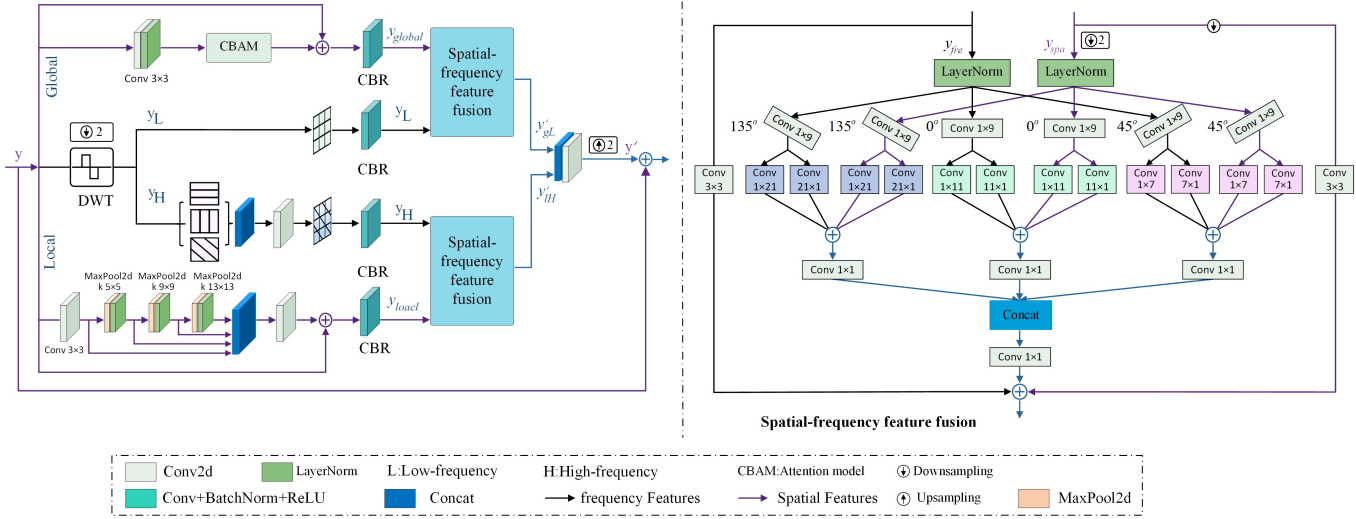 Global
Conv 3×3
CBAM
CBR
y_global
Spatial-
frequency
feature
fusion
y
2
DWT
y_L
y_L
CBR
y'_gL
y'_lH
2
y'
y_H
y_H
CBR
Spatial-
frequency
feature
fusion
Local
MaxPool2d
k 5×5
MaxPool2d
k 9×9
MaxPool2d
k 13×13
Conv 3×3
y_loacl
CBR
y_fre
y_spa
2
LayerNorm
LayerNorm
135°
Conv 1×9
135°
Conv 1×9
0°
Conv 1×9
0°
Conv 1×9
45°
Conv 1×9
45°
Conv 1×9
Conv
3×3
Conv
1×21
Conv
21×1
Conv
1×21
Conv
21×1
Conv
1×11
Conv
11×1
Conv
1×11
Conv
11×1
Conv
1×7
Conv
7×1
Conv
1×7
Conv
7×1
Conv
3×3
Conv 1×1
Conv 1×1
Conv 1×1
Concat
Conv 1×1
Spatial-frequency feature fusion
Conv2d
LayerNorm
L:Low-frequency
H:High-frequency
CBAM:Attention model
Downsampling
Conv+BatchNorm+ReLU
Concat
frequency Features
Spatial Features
Upsampling
MaxPool2d